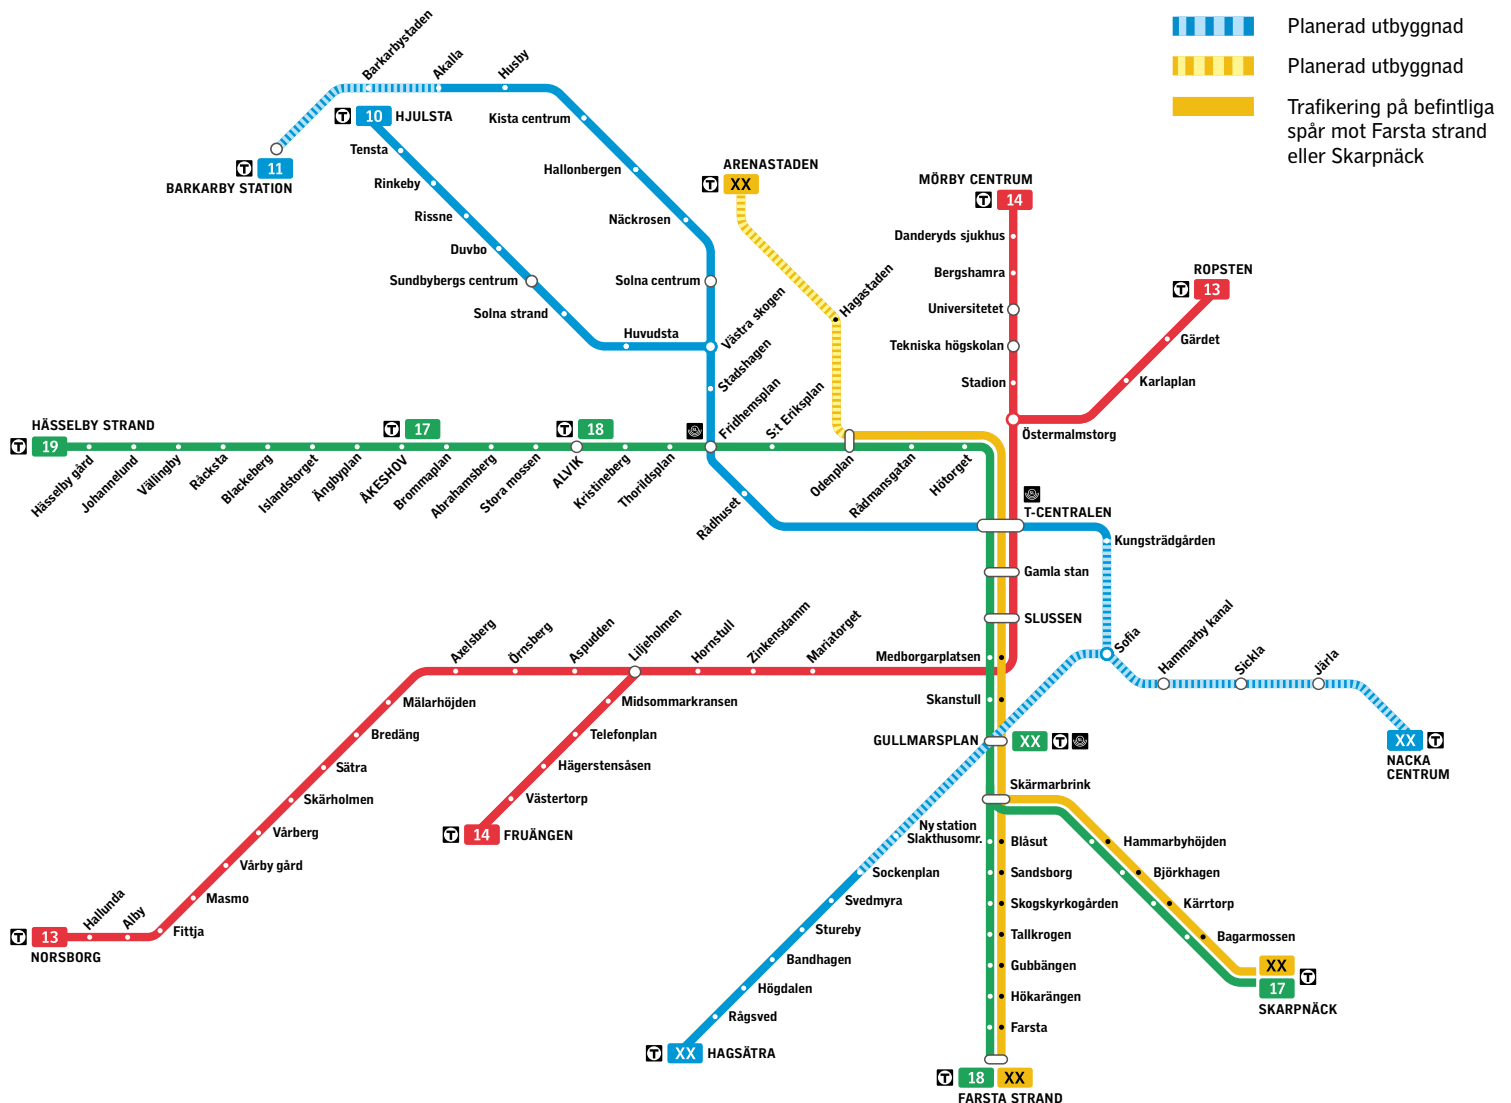 Planerad utbyggnad
Planerad utbyggnad
Trafikering på befintliga
spår mot Farsta strand
eller Skarpnäck
Barkarbystaden
Akalla
Husby
T 10 HJULSTA
Kista centrum
Tensta
T 11
BARKARBY STATION
Hallonbergen
Rinkeby
Rissne
Näckrosen
Duvbo
Sundbybergs centrum
Solna centrum
Solna strand
Huvudsta
Västra skogen
Stadshagen
Fridhemsplan
S:t Eriksplan
ARENASTADEN
T XX
Hagastaden
MÖRBY CENTRUM
T 14
Danderyds sjukhus
Bergshamra
Universitetet
Tekniska högskolan
Stadion
ROPSTEN
T 13
Gärdet
Karlaplan
Östermalmstorg
HÄSSELBY STRAND
T 19
T 17
T 18
Hässelby gård
Johannelund
Vällingby
Råcksta
Blackeberg
Islandstorget
Ängbyplan
ÅKESHOV
Brommaplan
Abrahamsberg
Stora mossen
ALVIK
Kristineberg
Thorildsplan
Rådhuset
Odenplan
Rådmansgatan
Hötorget
T-CENTRALEN
Kungsträdgården
Gamla stan
SLUSSEN
Medborgarplatsen
Skanstull
GULLMARSPLAN XX T
Sofia
Hammarby kanal
Sickla
Järla
XX T
NACKA
CENTRUM
Axelsberg
Örnsberg
Aspudden
Liljeholmen
Hornstull
Zinkensdamm
Mariatorget
Mälarhöjden
Bredäng
Sätra
Skärholmen
Vårberg
Vårby gård
Masmo
Fittja
Alby
Hallunda
T 13
NORSBORG
Midsommarkransen
Telefonplan
Hägerstensåsen
Västertorp
T 14 FRUÄNGEN
Skärmarbrink
Ny station
Slakthusomr.
Sockenplan
Svedmyra
Stureby
Bandhagen
Högdalen
Rågsved
T XX HAGSÄTRA
Blåsut
Sandsborg
Skogskyrkogården
Tallkrogen
Gubbängen
Hökarängen
Farsta
T 18 XX
FARSTA STRAND
Hammarbyhöjden
Björkhagen
Kärrtorp
Bagarmossen
XX
17 T
SKARPNÄCK